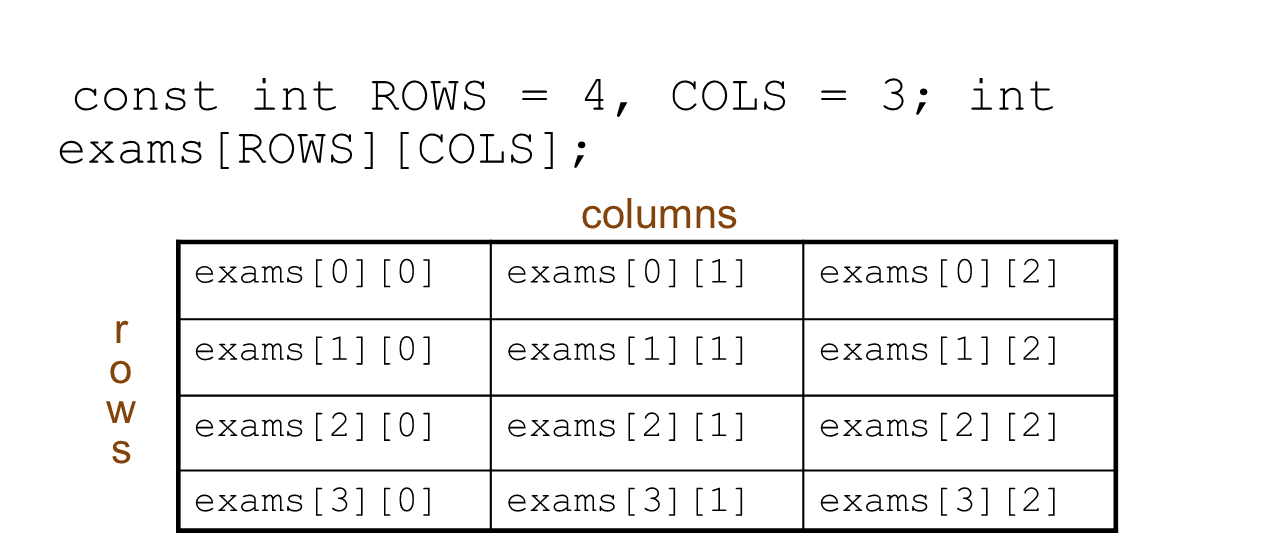 const int ROWS = 4, COLS = 3; int
exams[ROWS][COLS];
columns
rows
exams[0][0] exams[0][1] exams[0][2]
exams[1][0] exams[1][1] exams[1][2]
exams[2][0] exams[2][1] exams[2][2]
exams[3][0] exams[3][1] exams[3][2]